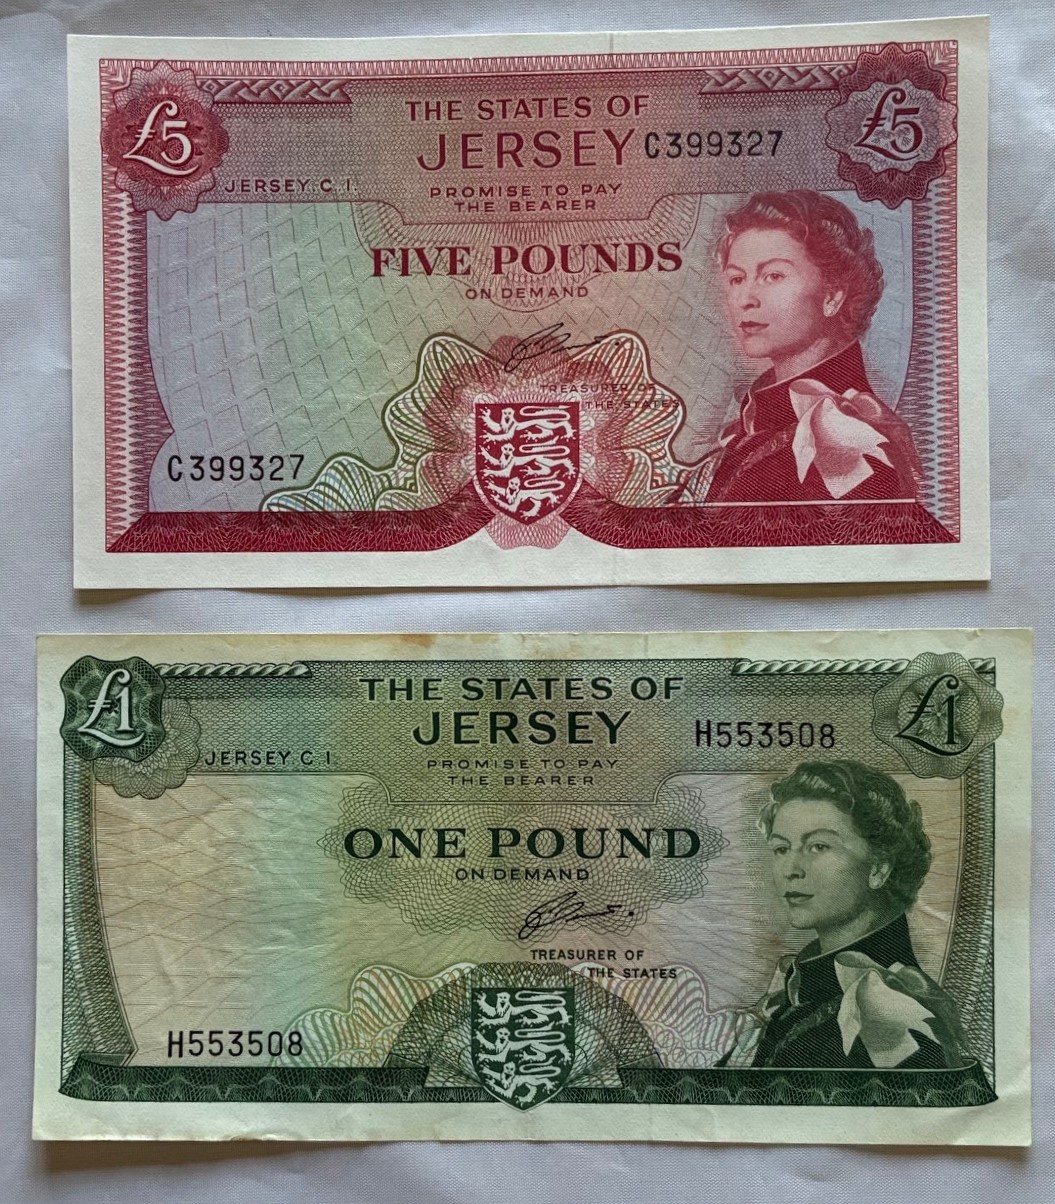 £5
£5
THE STATES OF
JERSEY C399327
JERSEY. C. I.
PROMISE TO PAY
THE BEARER
FIVE POUNDS
ON DEMAND
TREASURER OF
THE STATES
C399327
£1
£1
THE STATES OF
JERSEY H553508
JERSEY C. I.
PROMISE TO PAY
THE BEARER
ONE POUND
ON DEMAND
TREASURER OF
THE STATES
H553508